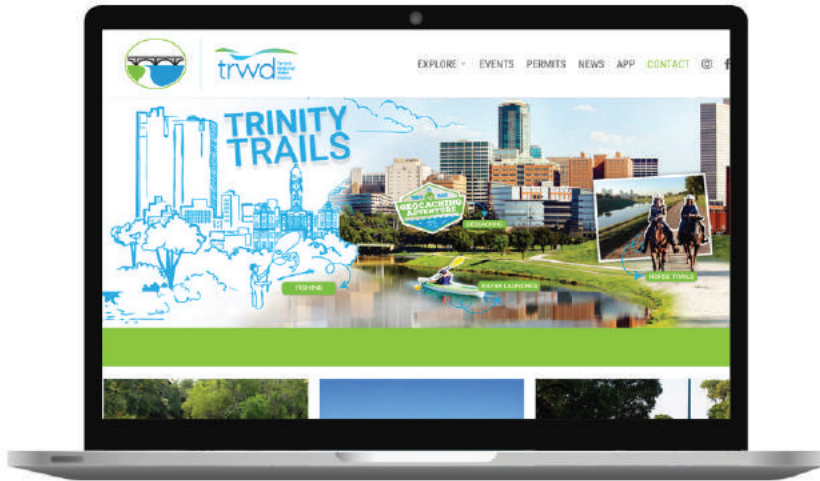 trwd
EXPLORE EVENTS PERMITS NEWS APP CONTACT
TRINITY
TRAILS
GEOCACHING
ADVENTURE
GEOCACHING
FISHING
KAYAK LAUNCHES
HORSE TRAILS